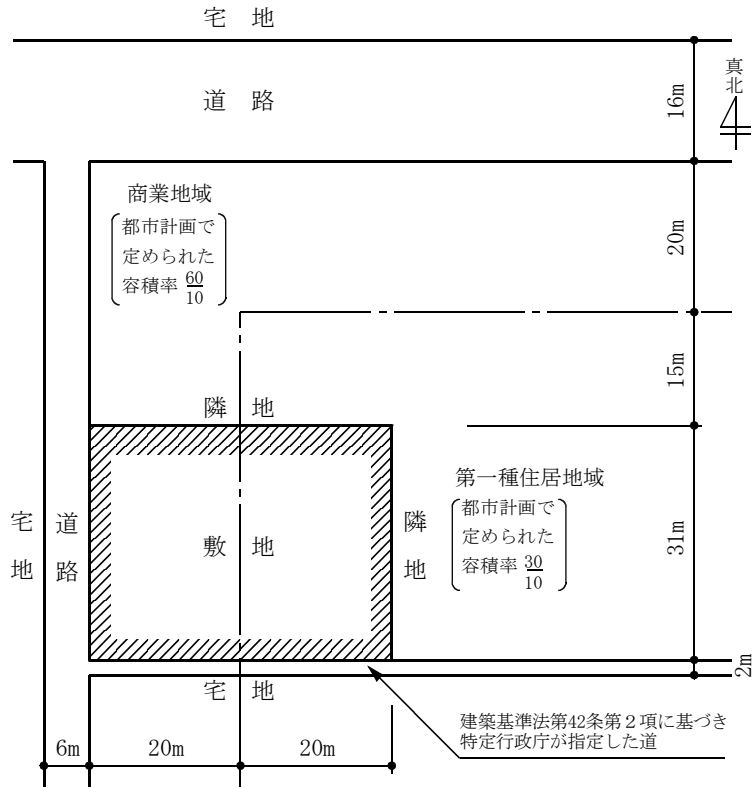 宅 地
道 路
16m
真北
商業地域
都市計画で
定められた
容積率 60/10
20m
15m
隣 地
第一種住居地域
都市計画で
定められた
容積率 30/10
隣地
31m
宅地
道路
敷 地
2m
宅 地
建築基準法第42条第2項に基づき
特定行政庁が指定した道
6m
20m
20m